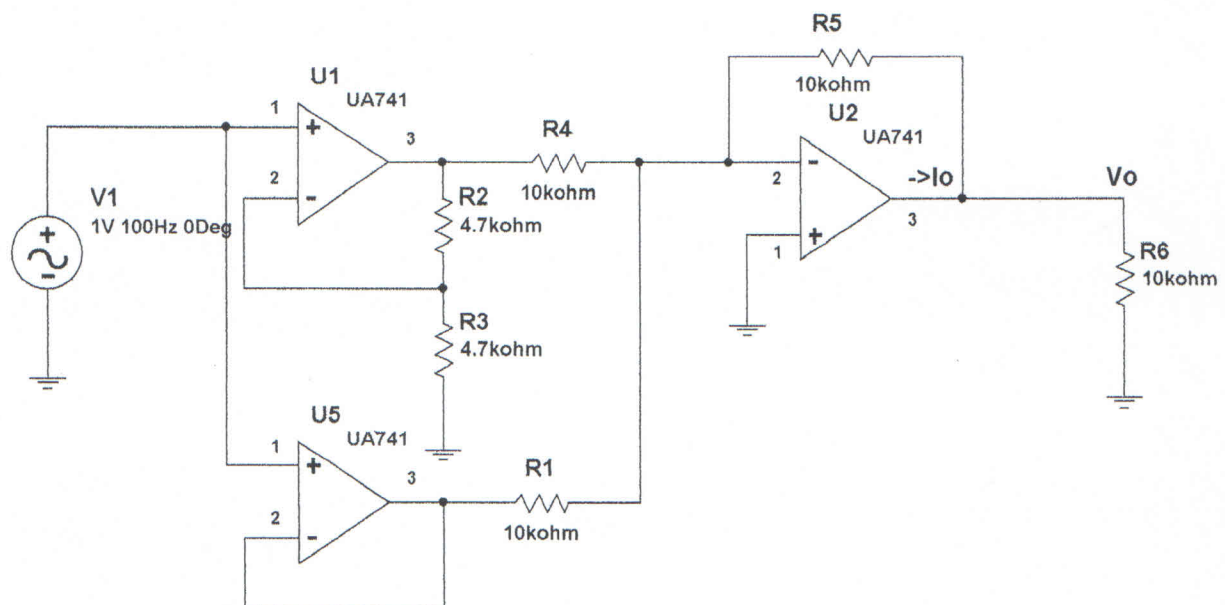 R5
10kohm
U1
UA741
1
+
3
2
-
R4
10kohm
U2
UA741
-
2
->Io
3
+
1
Vo
V1
1V 100Hz 0Deg
+
-
R2
4.7kohm
R6
10kohm
R3
4.7kohm
U5
UA741
1
+
3
2
-
R1
10kohm